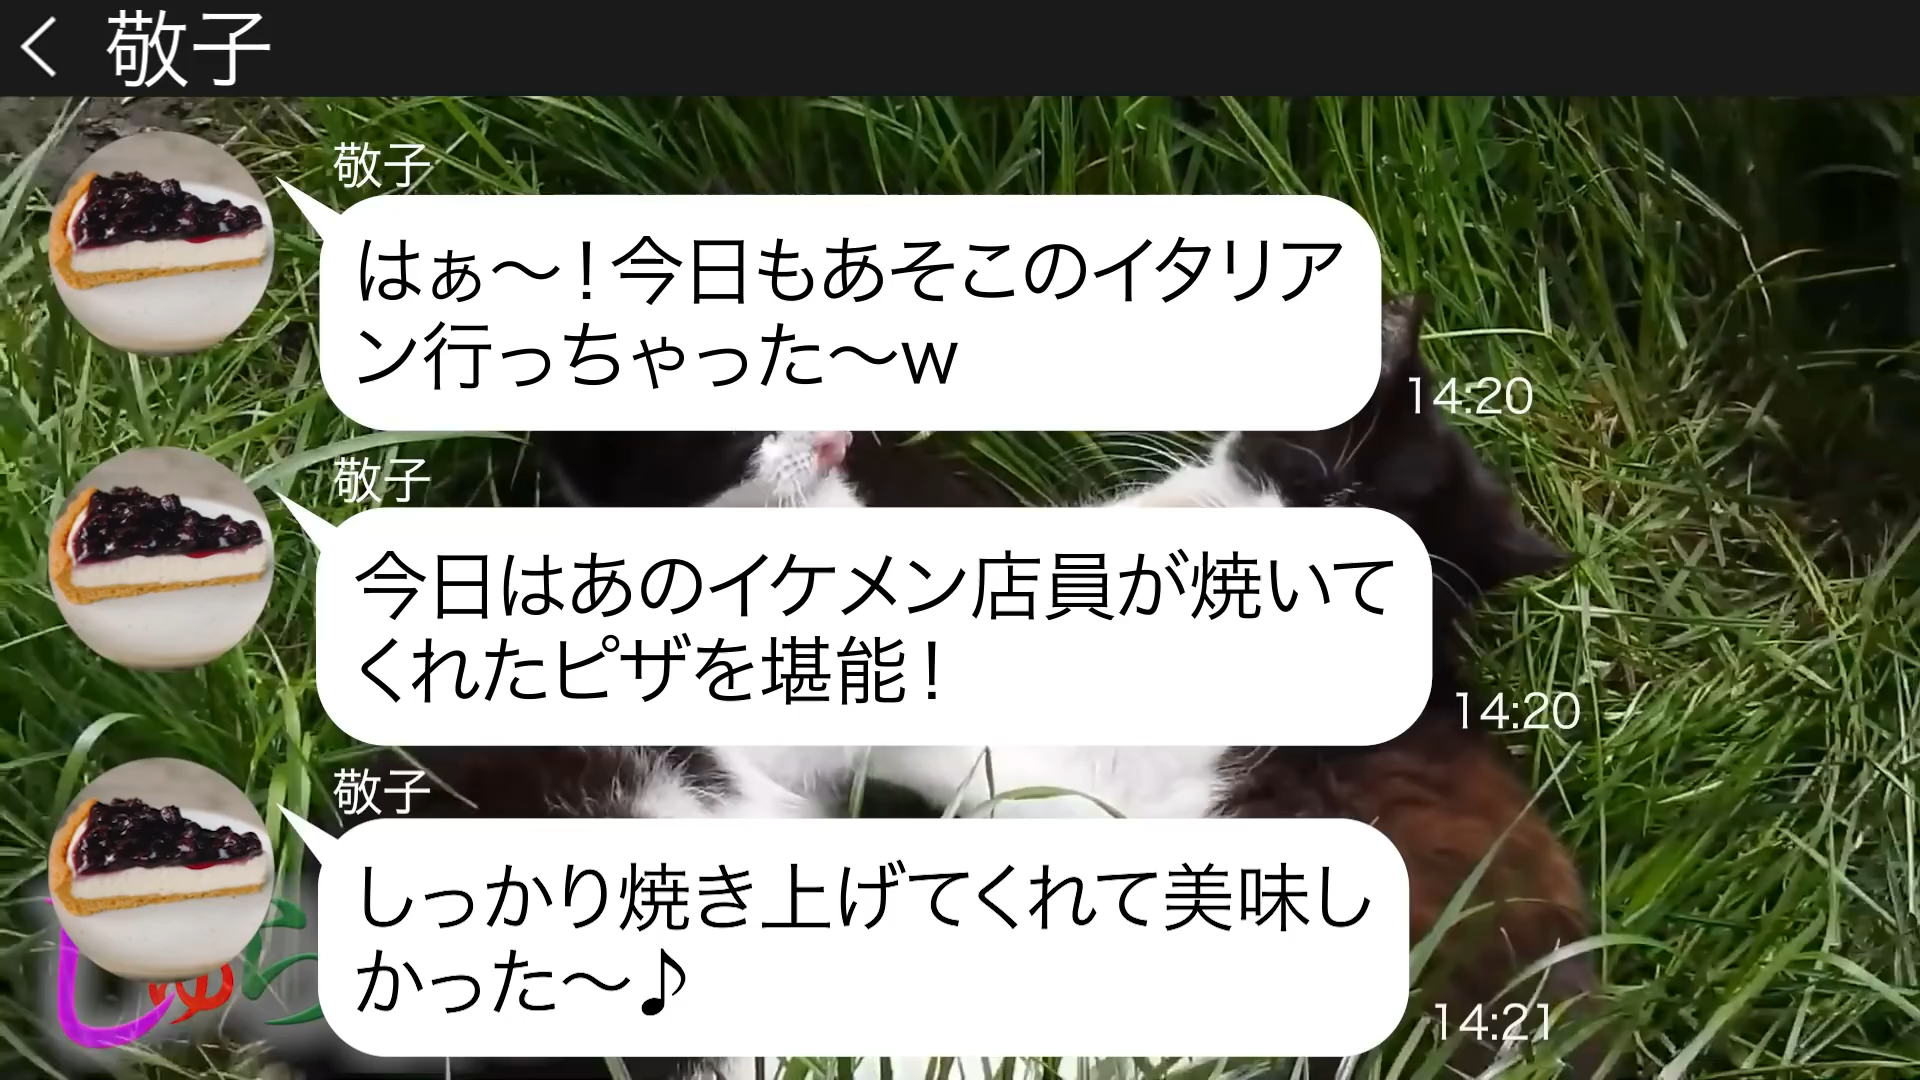 敬子
敬子
はぁ〜！今日もあそこのイタリア
ン行っちゃった〜w
14:20
敬子
今日はあのイケメン店員が焼いて
くれたピザを堪能！
14:20
敬子
しっかり焼き上げてくれて美味し
かった〜♪
14:21
しゅら